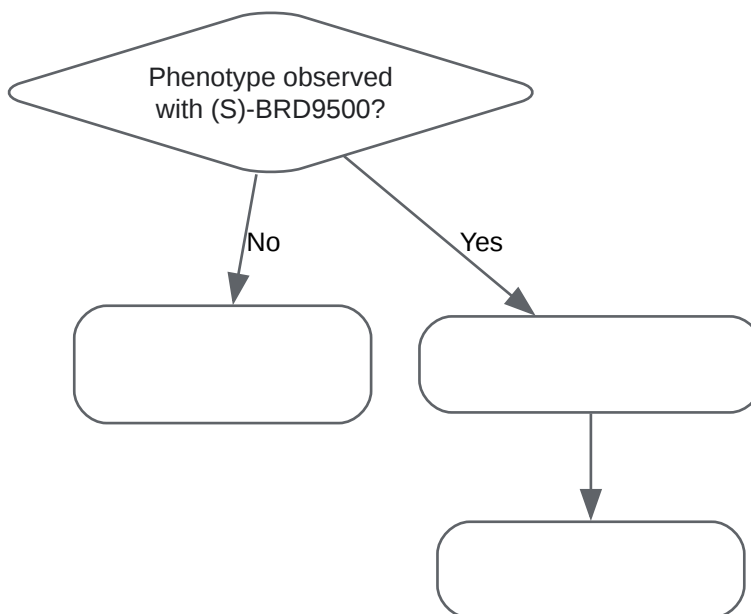 Phenotype observed
with (S)-BRD9500?
No
Yes